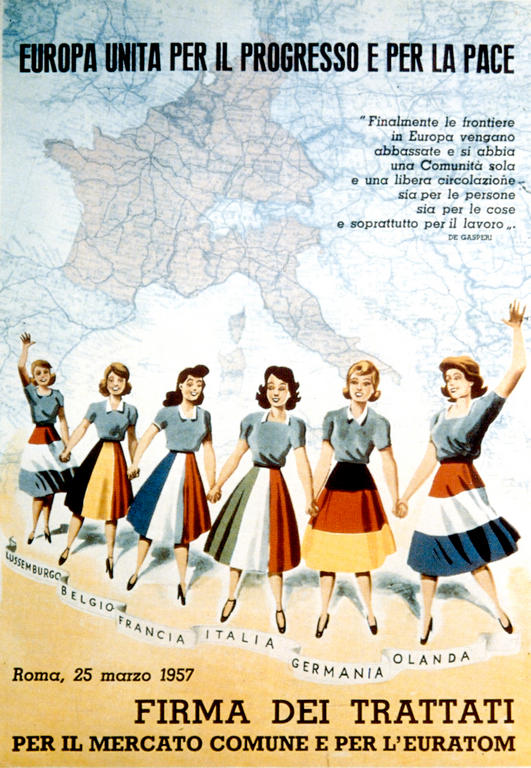 EUROPA UNITA PER IL PROGRESSO E PER LA PACE
"Finalmente le frontiere
in Europa vengano
abbassate e si abbia
una Comunità sola
e una libera circolazione
sia per le persone
sia per le cose
e soprattutto per il lavoro„.
DE GASPERI
LUSSEMBURGO
BELGIO
FRANCIA
ITALIA
GERMANIA
OLANDA
Roma, 25 marzo 1957
FIRMA DEI TRATTATI
PER IL MERCATO COMUNE E PER L'EURATOM